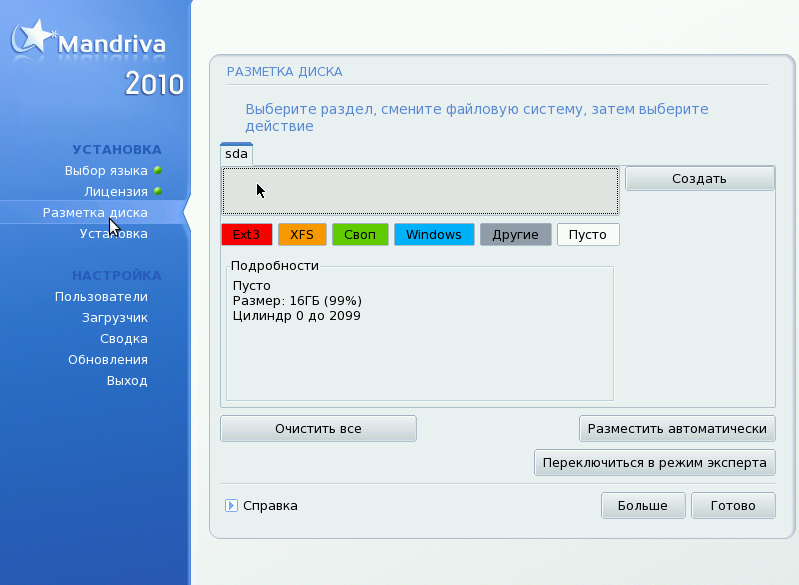 Mandriva
2010
УСТАНОВКА
Выбор языка
Лицензия
Разметка диска
Установка
НАСТРОЙКА
Пользователи
Загрузчик
Сводка
Обновления
Выход
РАЗМЕТКА ДИСКА
Выберите раздел, смените файловую систему, затем выберите
действие
sda
Создать
Ext3 XFS Своп Windows Другие Пусто
Подробности
Пусто
Размер: 16ГБ (99%)
Цилиндр 0 до 2099
Очистить все
Разместить автоматически
Переключиться в режим эксперта
Справка
Больше
Готово